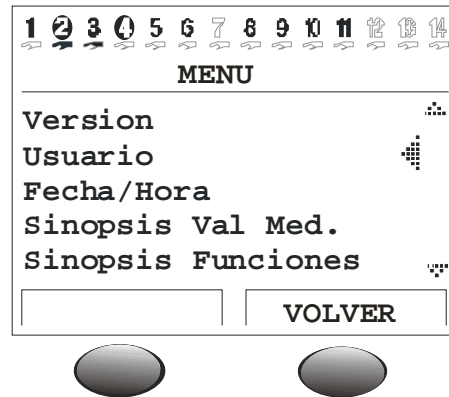 1 2 3 4 5 6 7 8 9 10 11 12 13 14
MENU
Version
Usuario
Fecha/Hora
Sinopsis Val Med.
Sinopsis Funciones
VOLVER